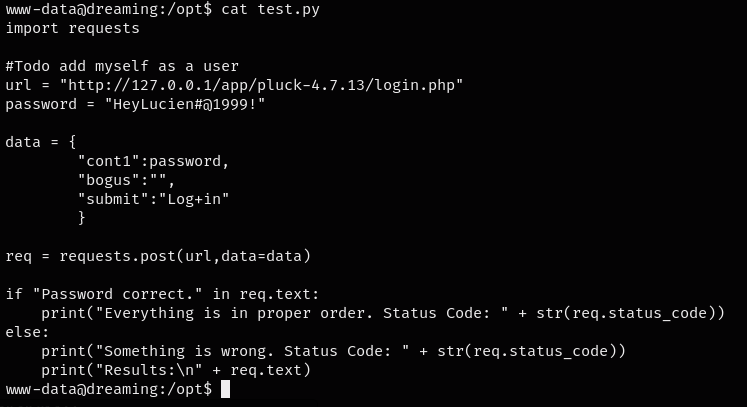 www-data@dreaming:/opt$ cat test.py
import requests

#Todo add myself as a user
url = "http://127.0.0.1/app/pluck-4.7.13/login.php"
password = "HeyLucien#@1999!"

data = {
        "cont1":password,
        "bogus":"",
        "submit":"Log+in"
        }

req = requests.post(url,data=data)

if "Password correct." in req.text:
    print("Everything is in proper order. Status Code: " + str(req.status_code))
else:
    print("Something is wrong. Status Code: " + str(req.status_code))
    print("Results:\n" + req.text)
www-data@dreaming:/opt$